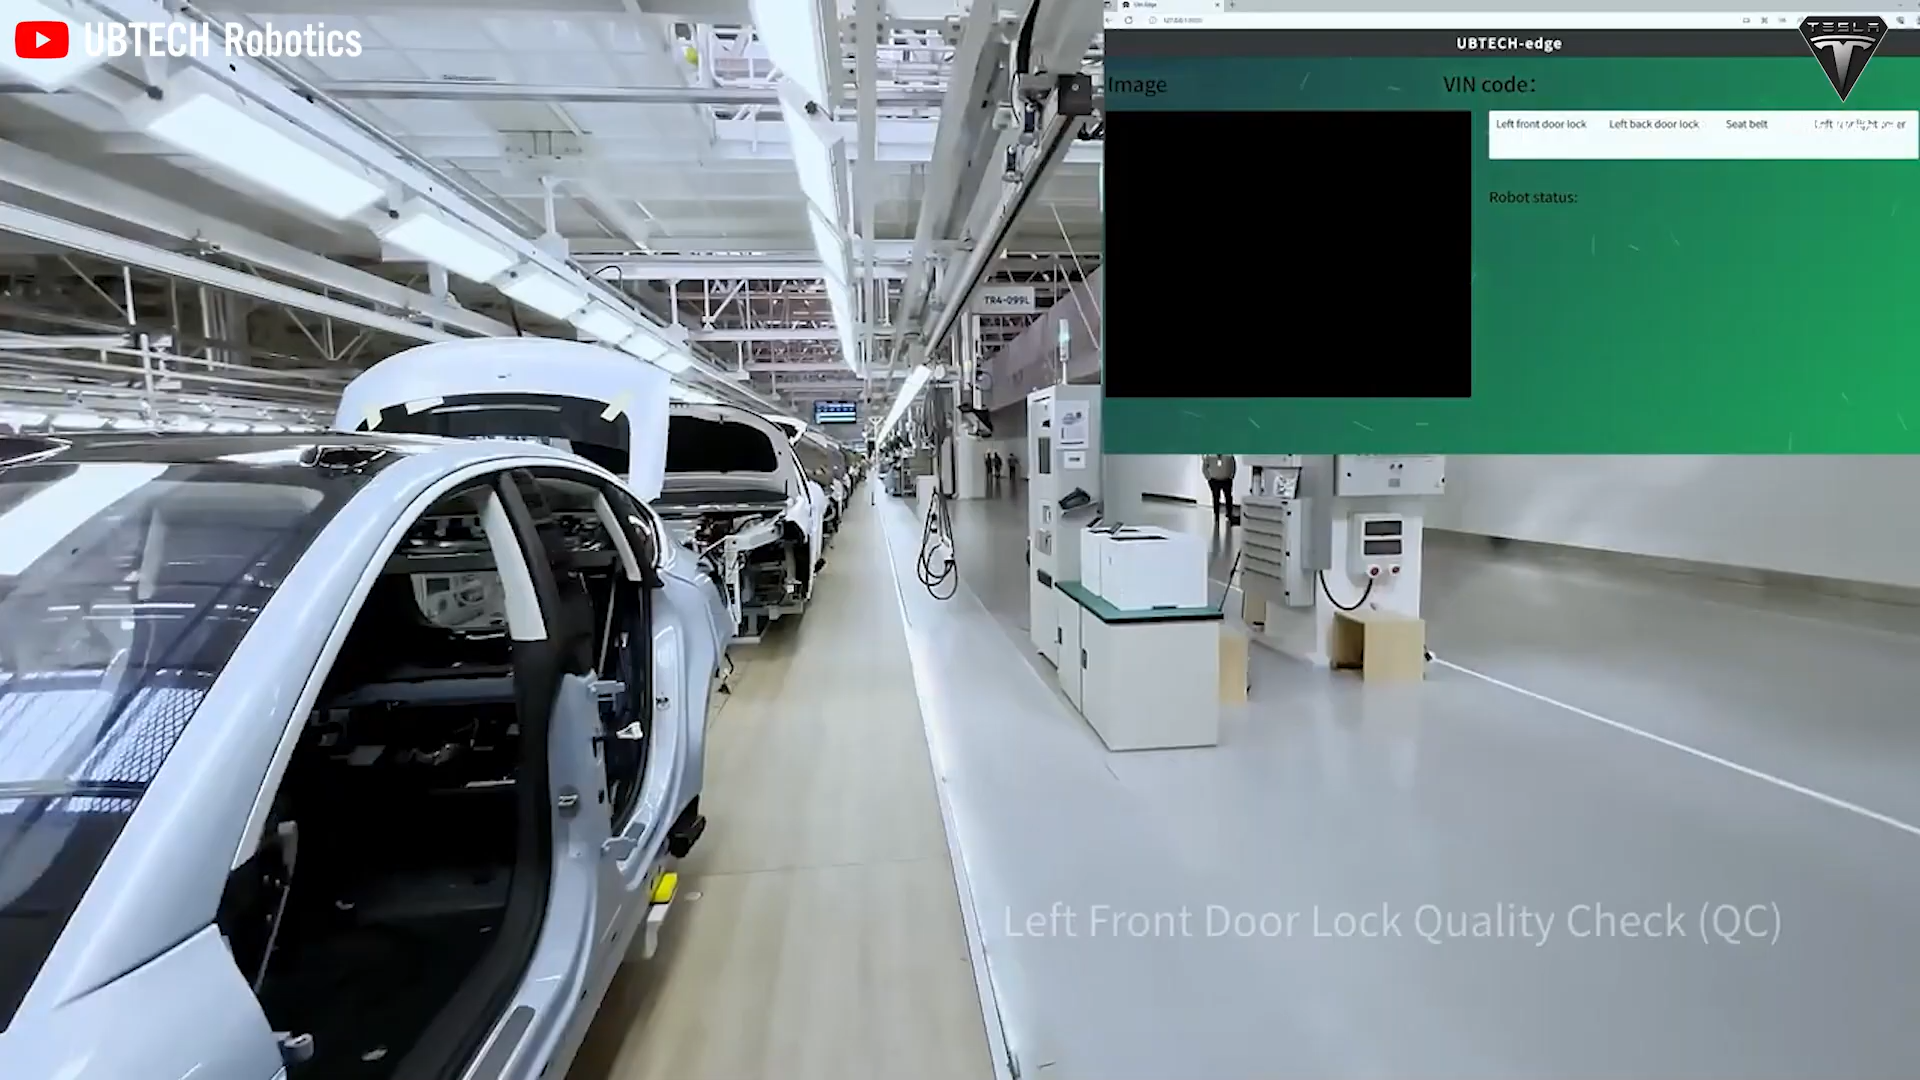 UBTECH Robotics
UBTECH-edge
TESLA
Image
VIN code:
Left front door lock
Left back door lock
Seat belt
Robot status:
TR4-099L
Left Front Door Lock Quality Check (QC)